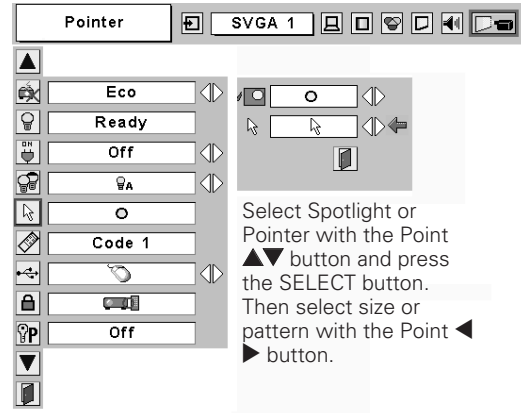 Pointer
SVGA 1
Eco
Ready
ON
Off
A
Code 1
P
Off
Select Spotlight or
Pointer with the Point
▲▼ button and press
the SELECT button.
Then select size or
pattern with the Point ◀
▶ button.